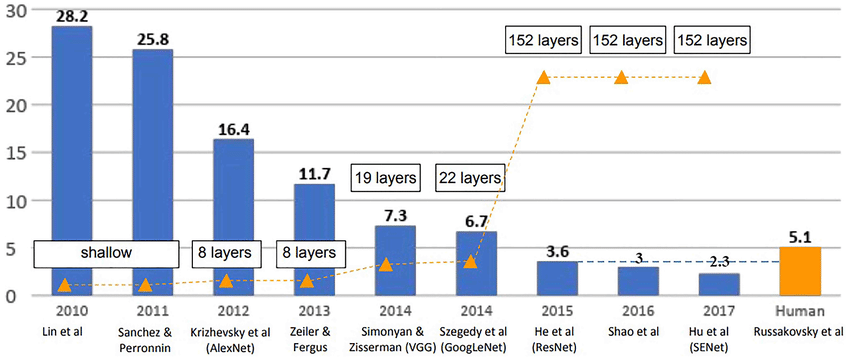 30
25
20
15
10
5
0
28.2
25.8
16.4
11.7
7.3
6.7
3.6
3
2.3
5.1
shallow
8 layers
8 layers
19 layers
22 layers
152 layers
152 layers
152 layers
2010
Lin et al
2011
Sanchez &
Perronnin
2012
Krizhevsky et al
(AlexNet)
2013
Zeiler &
Fergus
2014
Simonyan &
Zisserman (VGG)
2014
Szegedy et al
(GoogLeNet)
2015
He et al
(ResNet)
2016
Shao et al
2017
Hu et al
(SENet)
Human
Russakovsky et al